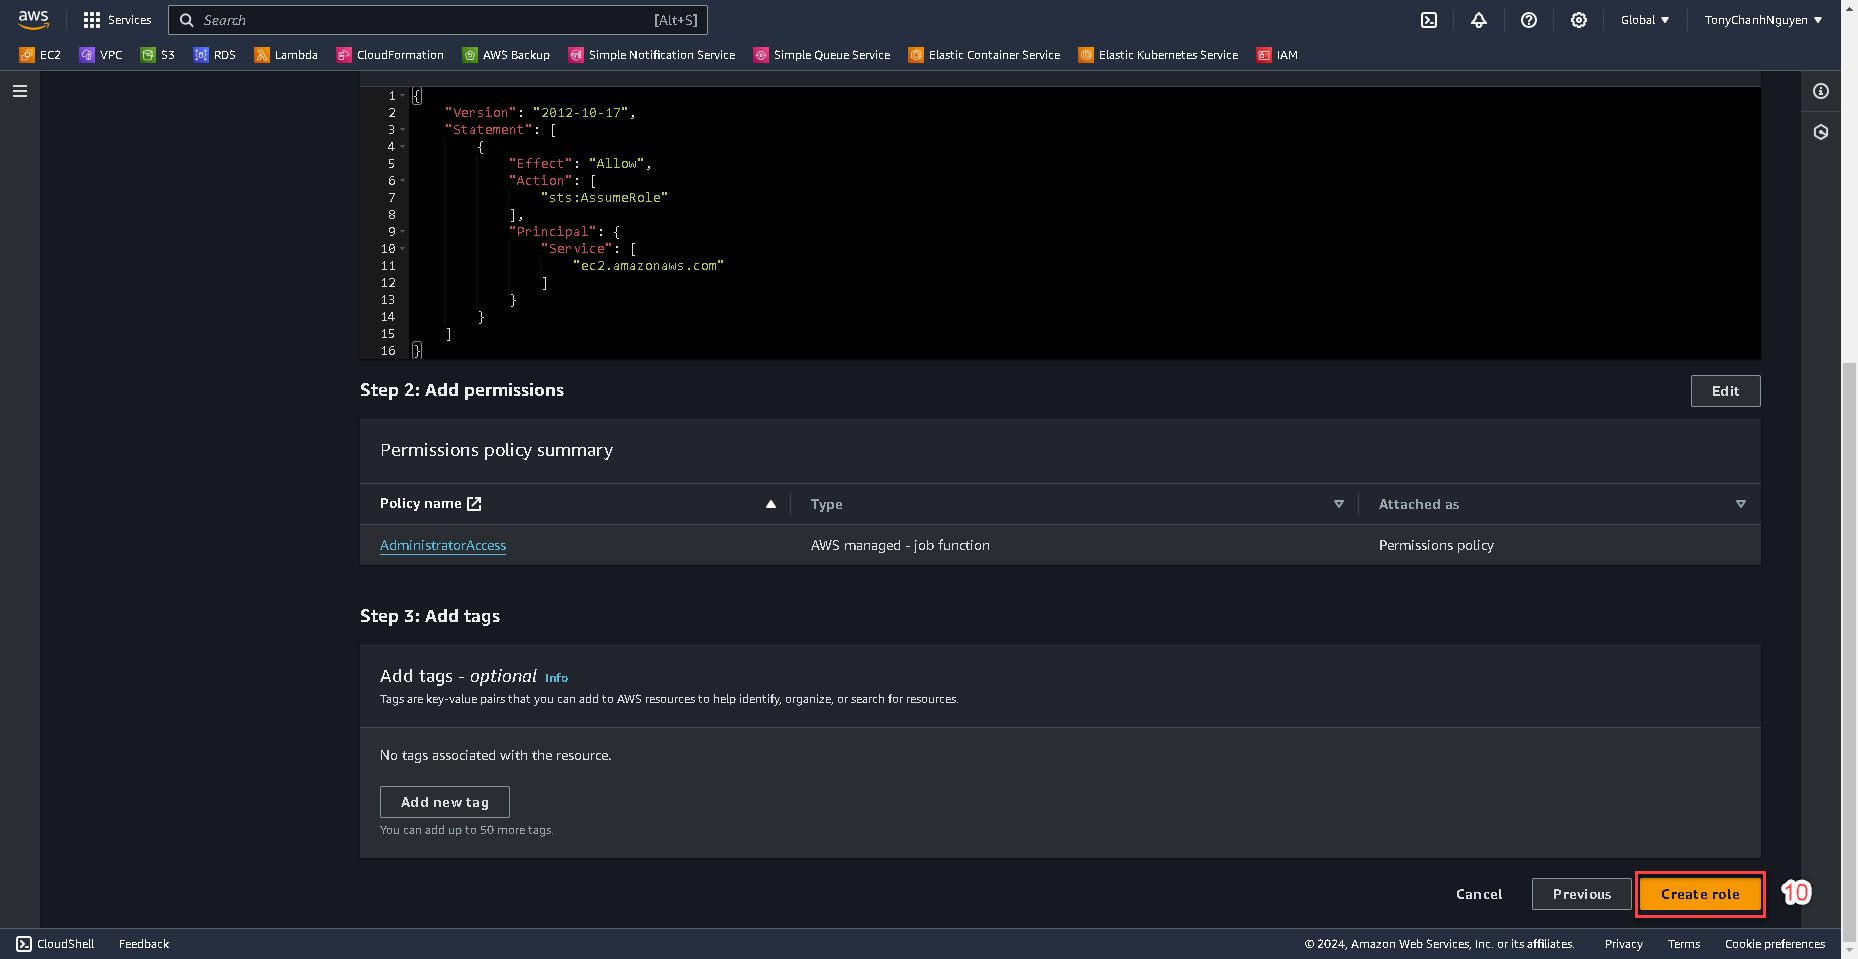 aws Services Search [Alt+S] Global TonyChanhNguyen
EC2 VPC S3 RDS Lambda CloudFormation AWS Backup Simple Notification Service Simple Queue Service Elastic Container Service Elastic Kubernetes Service IAM
1 {
2 "Version": "2012-10-17",
3 "Statement": [
4 {
5 "Effect": "Allow",
6 "Action": [
7 "sts:AssumeRole"
8 ],
9 "Principal": {
10 "Service": [
11 "ec2.amazonaws.com"
12 ]
13 }
14 }
15 ]
16 }
Step 2: Add permissions Edit
Permissions policy summary
Policy name Type Attached as
AdministratorAccess AWS managed - job function Permissions policy
Step 3: Add tags
Add tags - optional Info
Tags are key-value pairs that you can add to AWS resources to help identify, organize, or search for resources.
No tags associated with the resource.
Add new tag
You can add up to 50 more tags.
Cancel Previous Create role 10
CloudShell Feedback © 2024, Amazon Web Services, Inc. or its affiliates. Privacy Terms Cookie preferences